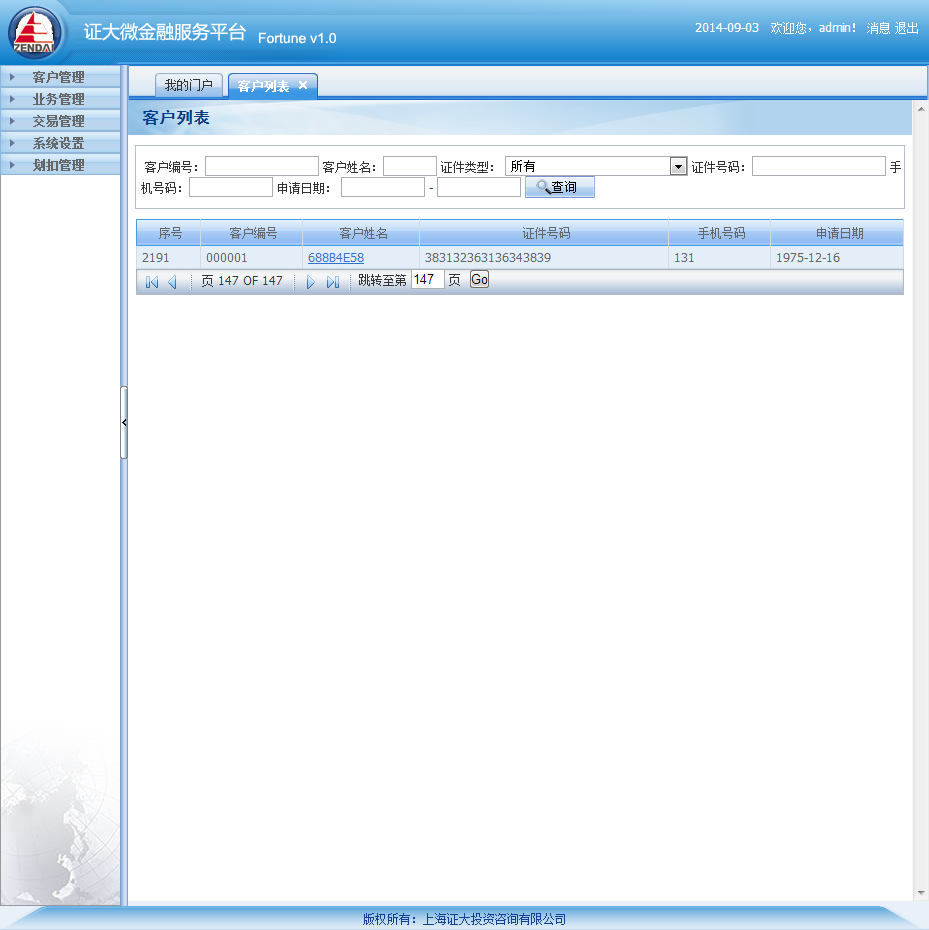 ZENDAI
证大微金融服务平台 Fortune v1.0
2014-09-03 欢迎您，admin! 消息 退出
客户管理
业务管理
交易管理
系统设置
划扣管理
我的门户 客户列表 ×
客户列表
客户编号： 客户姓名： 证件类型： 所有 证件号码： 手
机号码： 申请日期： - 查询
序号 客户编号 客户姓名 证件号码 手机号码 申请日期
2191 000001 688B4E58 383132363136343839 131 1975-12-16
页 147 OF 147 跳转至第 147 页 Go
版权所有：上海证大投资咨询有限公司